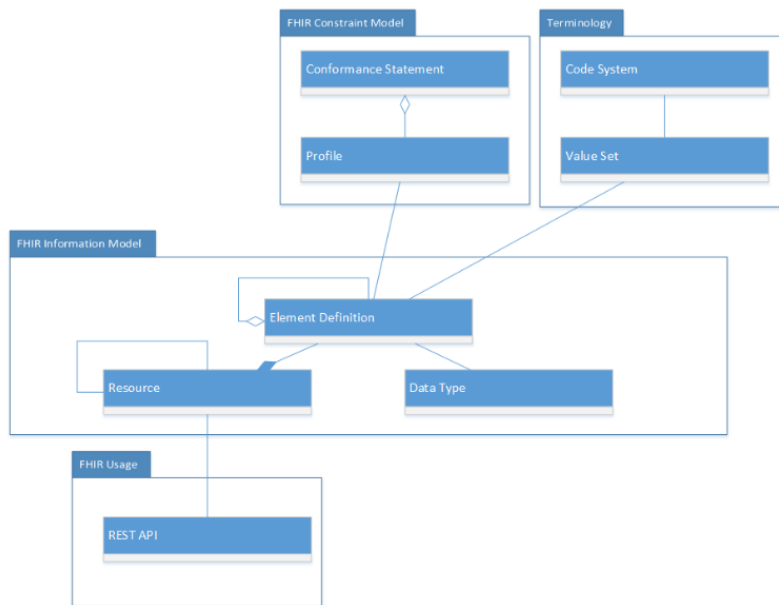 FHIR Constraint Model
Terminology
Conformance Statement
Code System
Profile
Value Set
FHIR Information Model
Element Definition
Resource
Data Type
FHIR Usage
REST API